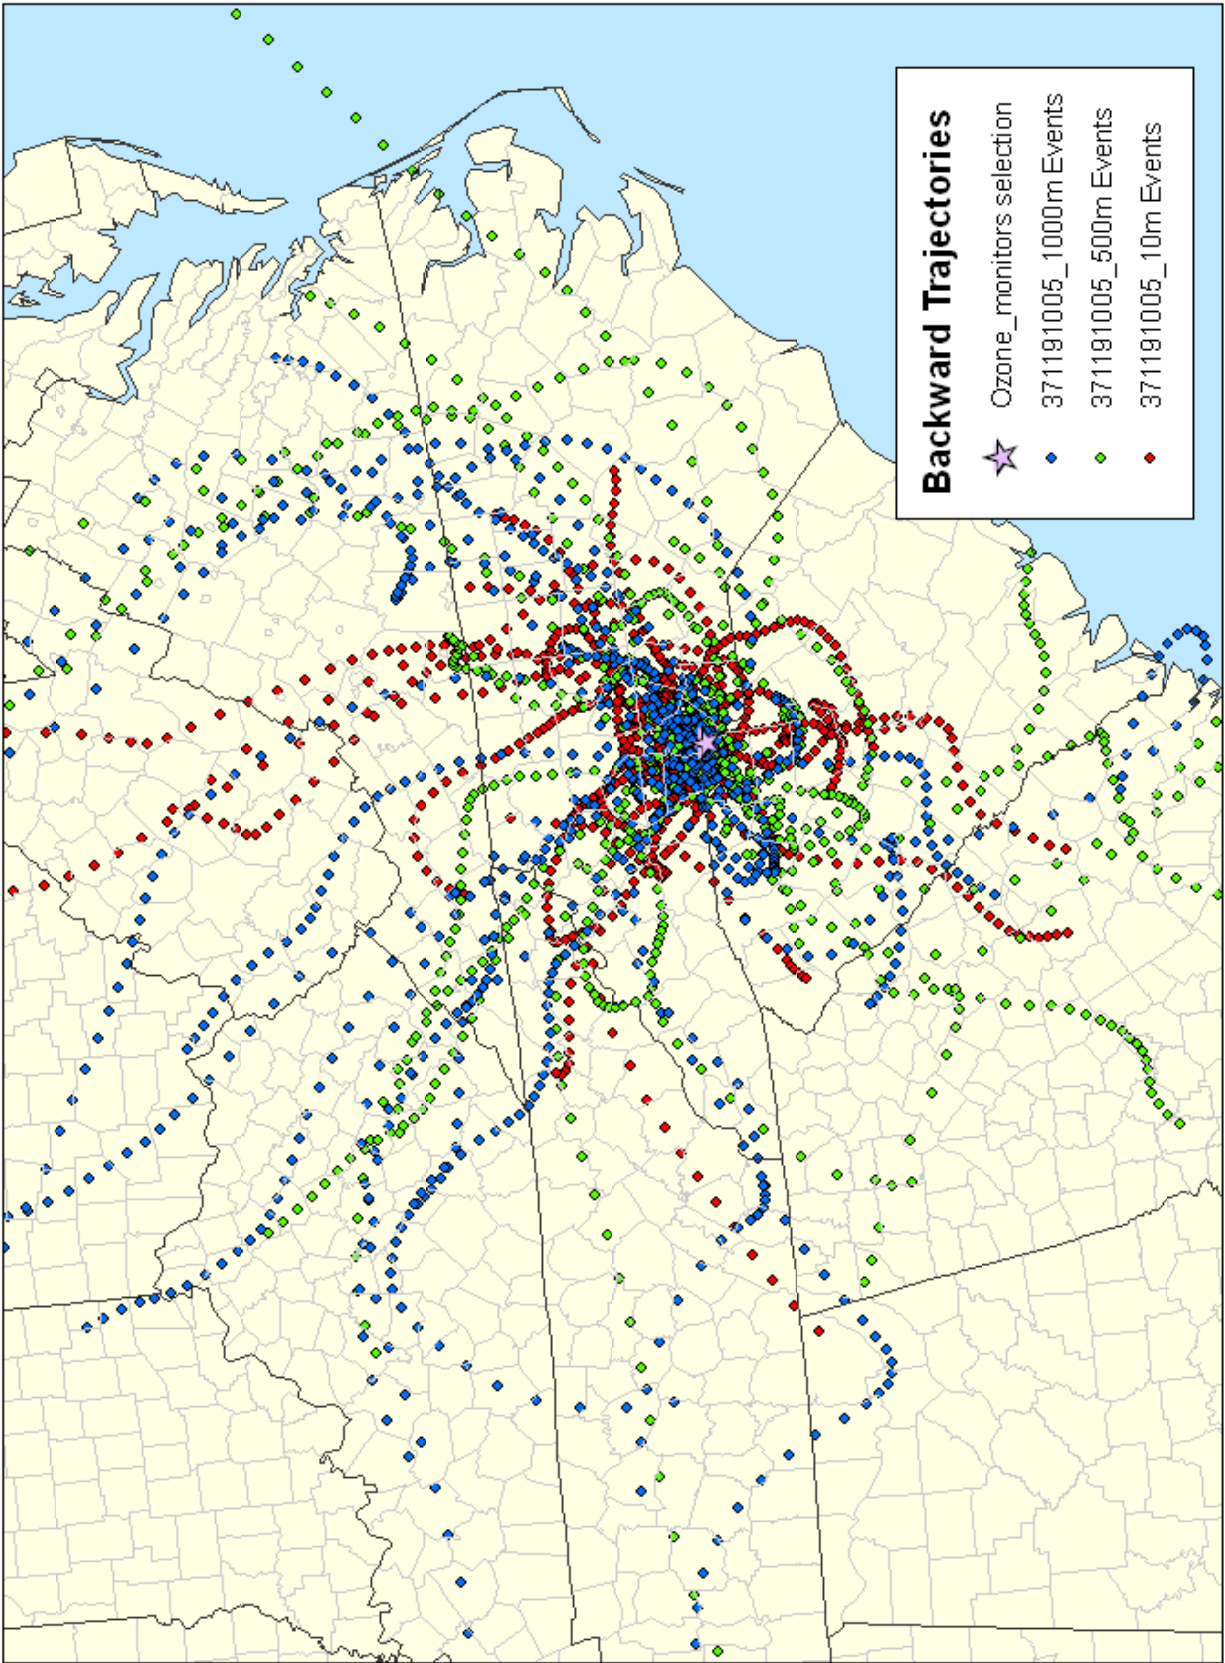 Backward Trajectories
Ozone_monitors selection
371191005_1000m Events
371191005_500m Events
371191005_10m Events